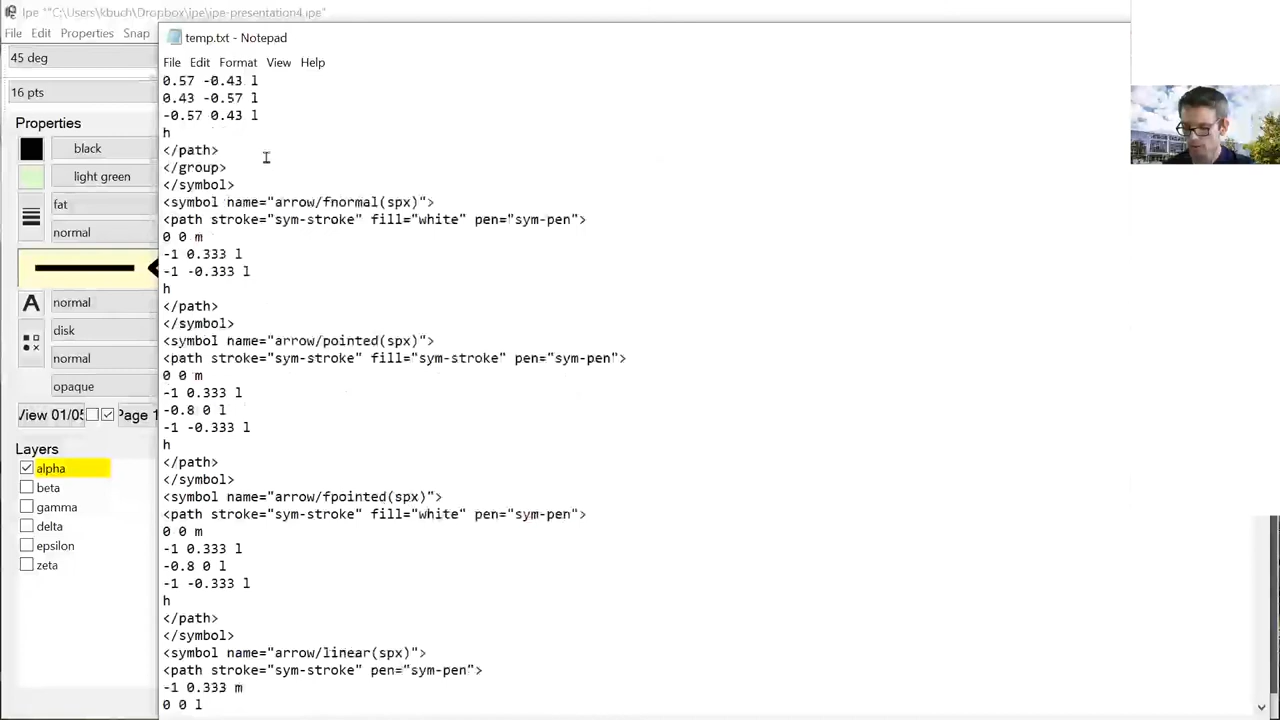 Ipe "C:\Users\kbuch\Dropbox\ipe\ipe-presentation4.ipe"
File Edit Properties Snap
45 deg
16 pts
Properties
black
light green
fat
normal
A normal
disk
normal
opaque
View 01/05 Page 1
Layers
alpha
beta
gamma
delta
epsilon
zeta
temp.txt - Notepad
File Edit Format View Help
0.57 -0.43 l
0.43 -0.57 l
-0.57 0.43 l
h
</path>
</group>
</symbol>
<symbol name="arrow/fnormal(spx)">
<path stroke="sym-stroke" fill="white" pen="sym-pen">
0 0 m
-1 0.333 l
-1 -0.333 l
h
</path>
</symbol>
<symbol name="arrow/pointed(spx)">
<path stroke="sym-stroke" fill="sym-stroke" pen="sym-pen">
0 0 m
-1 0.333 l
-0.8 0 l
-1 -0.333 l
h
</path>
</symbol>
<symbol name="arrow/fpointed(spx)">
<path stroke="sym-stroke" fill="white" pen="sym-pen">
0 0 m
-1 0.333 l
-0.8 0 l
-1 -0.333 l
h
</path>
</symbol>
<symbol name="arrow/linear(spx)">
<path stroke="sym-stroke" pen="sym-pen">
-1 0.333 m
0 0 l